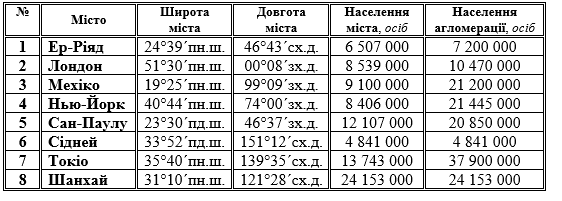 № Місто Широта міста Довгота міста Населення міста, осіб Населення агломерації, осіб
1 Ер-Ріяд 24°39´пн.ш. 46°43´сх.д. 6 507 000 7 200 000
2 Лондон 51°30´пн.ш. 00°08´зх.д. 8 539 000 10 470 000
3 Мехіко 19°25´пн.ш. 99°09´зх.д. 9 100 000 21 200 000
4 Нью-Йорк 40°44´пн.ш. 74°00´зх.д. 8 406 000 21 445 000
5 Сан-Паулу 23°30´пд.ш. 46°37´зх.д. 12 107 000 20 850 000
6 Сідней 33°52´пд.ш. 151°12´сх.д. 4 841 000 4 841 000
7 Токіо 35°40´пн.ш. 139°35´сх.д. 13 743 000 37 900 000
8 Шанхай 31°10´пн.ш. 121°28´сх.д. 24 153 000 24 153 000